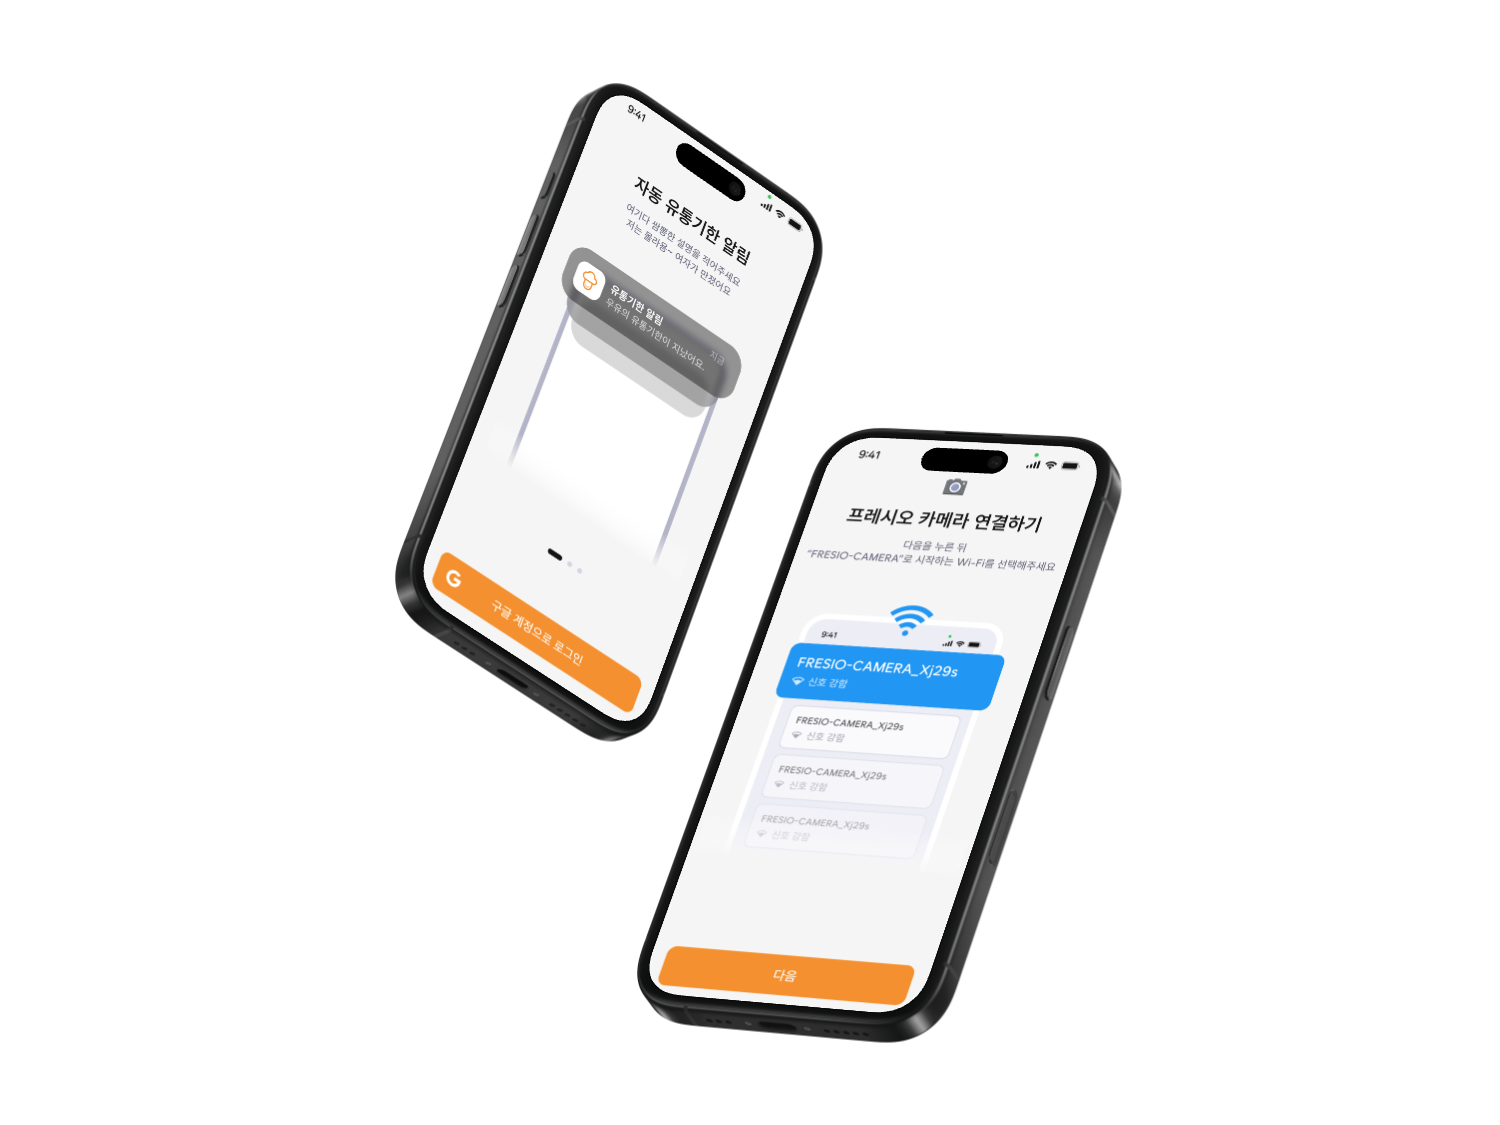 9:41
자동 유통기한 알림
여기다 쌈뽕한 설명을 적어주세요
저는 몰라용~ 여자가 만졌어요
유통기한 알림
지금
우유의 유통기한이 지났어요.
G
구글 계정으로 로그인
9:41
프레시오 카메라 연결하기
다음을 누른 뒤
“FRESIO-CAMERA”로 시작하는 Wi-Fi를 선택해주세요
9:41
FRESIO-CAMERA_Xj29s
신호 강함
FRESIO-CAMERA_Xj29s
신호 강함
FRESIO-CAMERA_Xj29s
신호 강함
FRESIO-CAMERA_Xj29s
신호 강함
다음